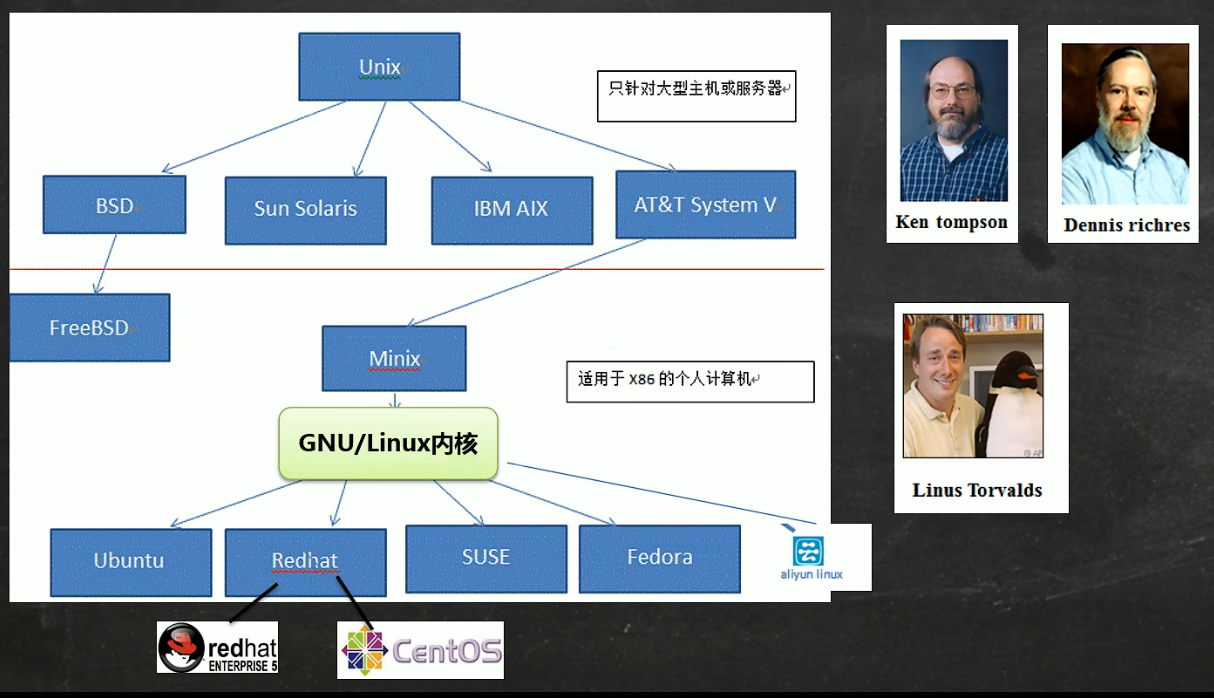 Unix
只针对大型主机或服务器
BSD
Sun Solaris
IBM AIX
AT&T System V
Ken tompson
Dennis richres
FreeBSD
Minix
适用于 X86 的个人计算机
GNU/Linux内核
Linus Torvalds
Ubuntu
Redhat
SUSE
Fedora
云
aliyun linux
redhat
ENTERPRISE 5
CentOS